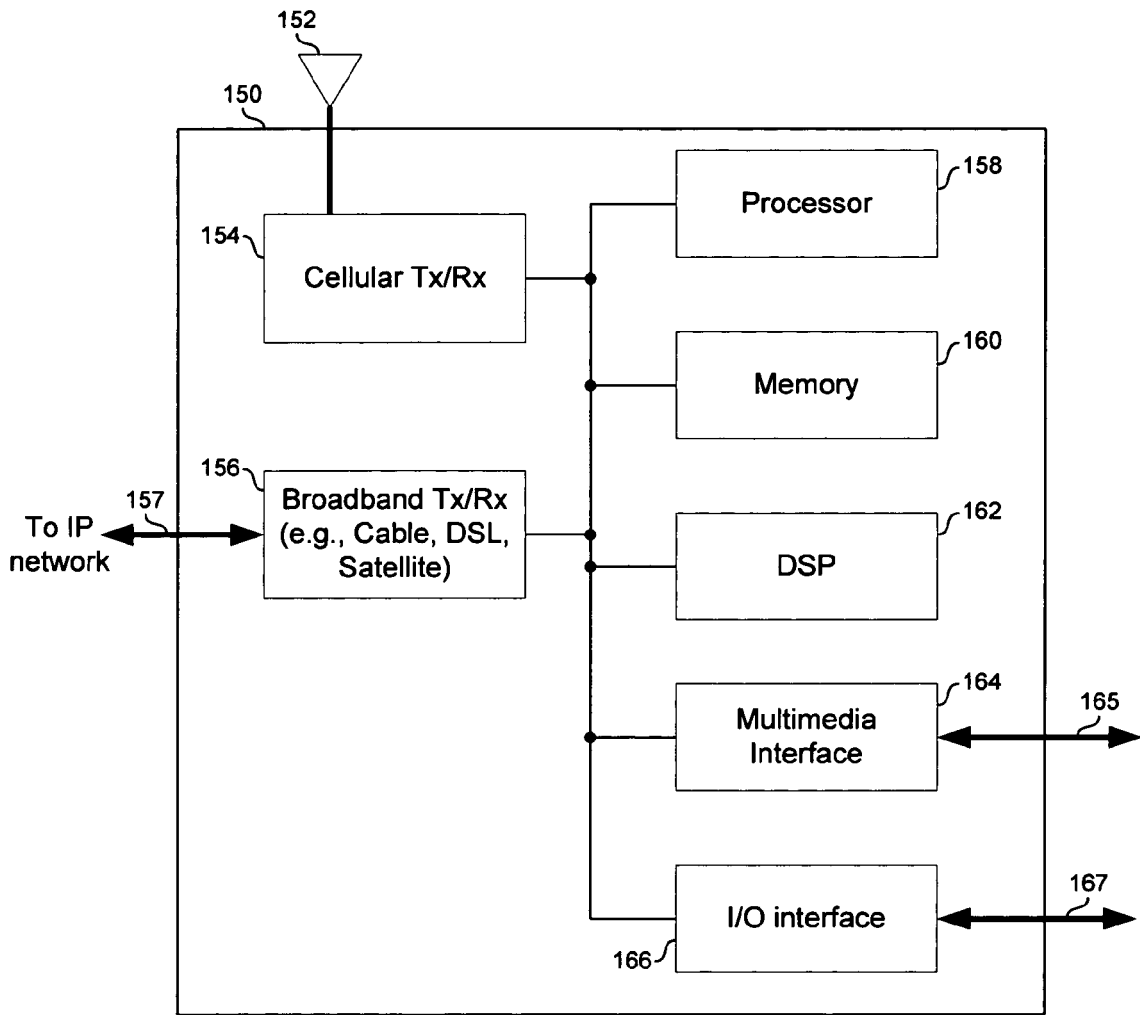 152
150
158
Processor
154
Cellular Tx/Rx
160
Memory
156
Broadband Tx/Rx
(e.g., Cable, DSL,
Satellite)
157
To IP
network
162
DSP
164
Multimedia
Interface
165
I/O interface
166
167